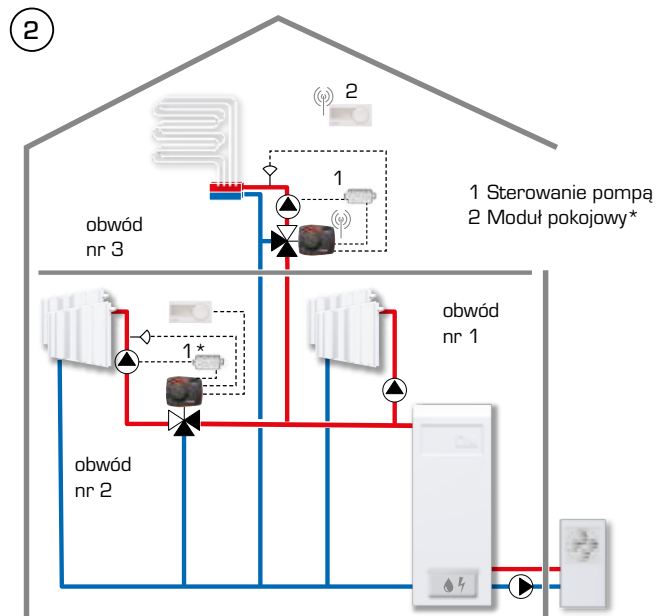 2
2
1
1 Sterowanie pompą
2 Moduł pokojowy*
obwód
nr 3
obwód
nr 1
1*
obwód
nr 2